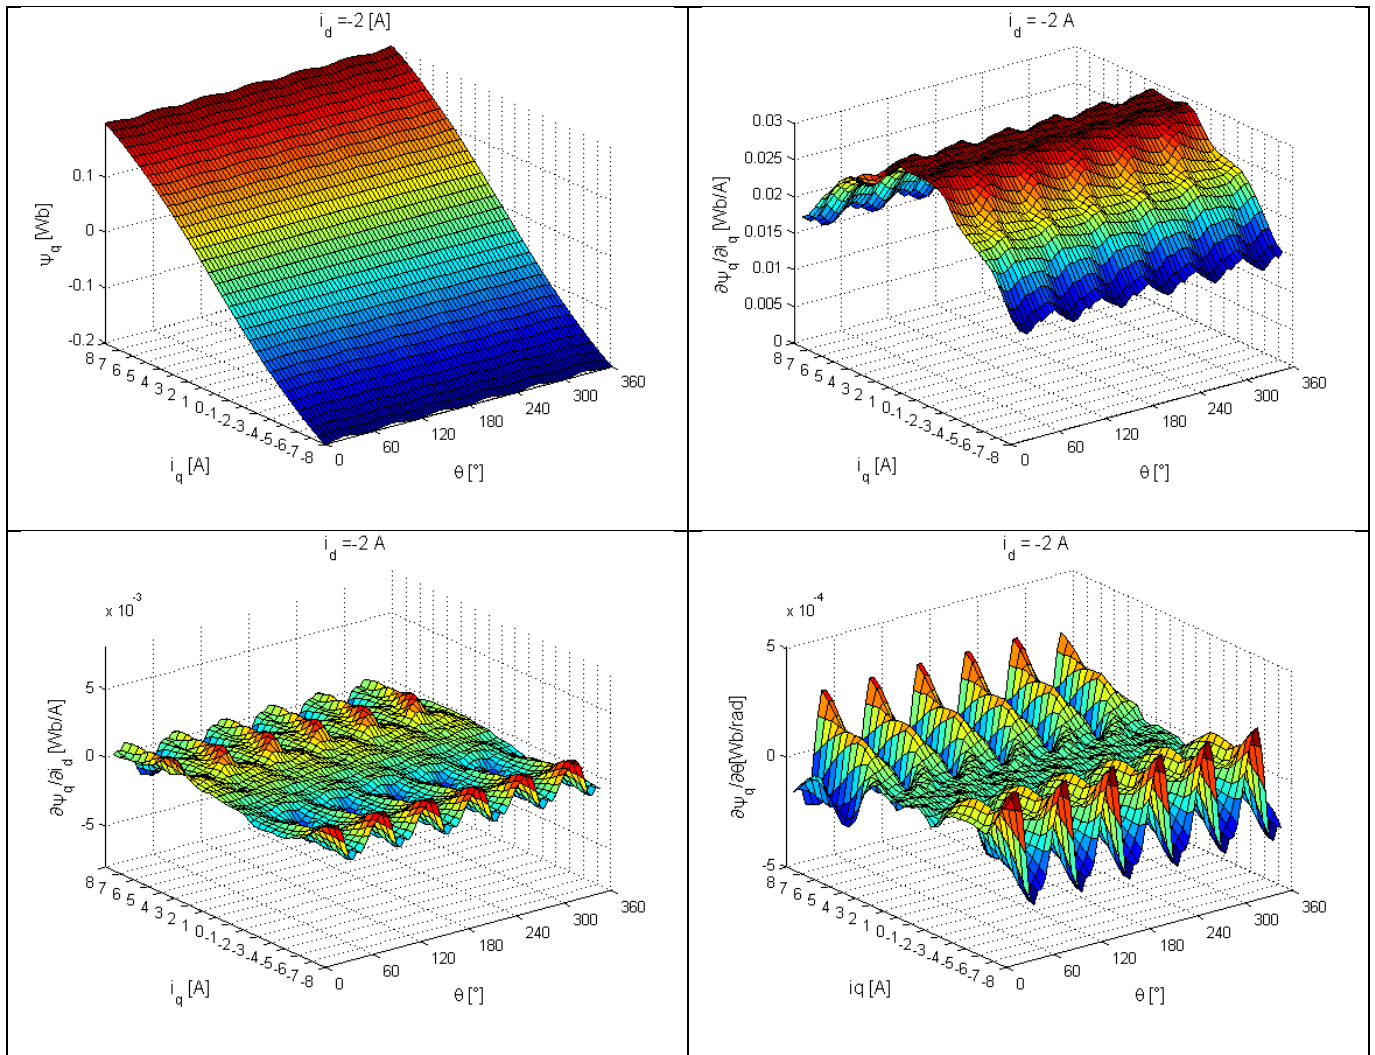 i_d =-2 [A]
0.1
0
-0.1
-0.2
ψ_q [Wb]
8 7 6 5 4 3 2 1 0 -1 -2 -3 -4 -5 -6 -7 -8
i_q [A]
0 60 120 180 240 300 360
θ [°]
i_d = -2 A
0.03
0.025
0.02
0.015
0.01
0.005
0
∂ψ_q/∂i_q [Wb/A]
8 7 6 5 4 3 2 1 0 -1 -2 -3 -4 -5 -6 -7 -8
i_q [A]
0 60 120 180 240 300 360
θ [°]
i_d =-2 A
x 10^-3
5
0
-5
∂ψ_q/∂i_d [Wb/A]
8 7 6 5 4 3 2 1 0 -1 -2 -3 -4 -5 -6 -7 -8
i_q [A]
0 60 120 180 240 300 360
θ [°]
i_d = -2 A
x 10^-4
5
0
-5
∂ψ_q/∂θ[Wb/rad]
8 7 6 5 4 3 2 1 0 -1 -2 -3 -4 -5 -6 -7 -8
iq [A]
0 60 120 180 240 300 360
θ [°]